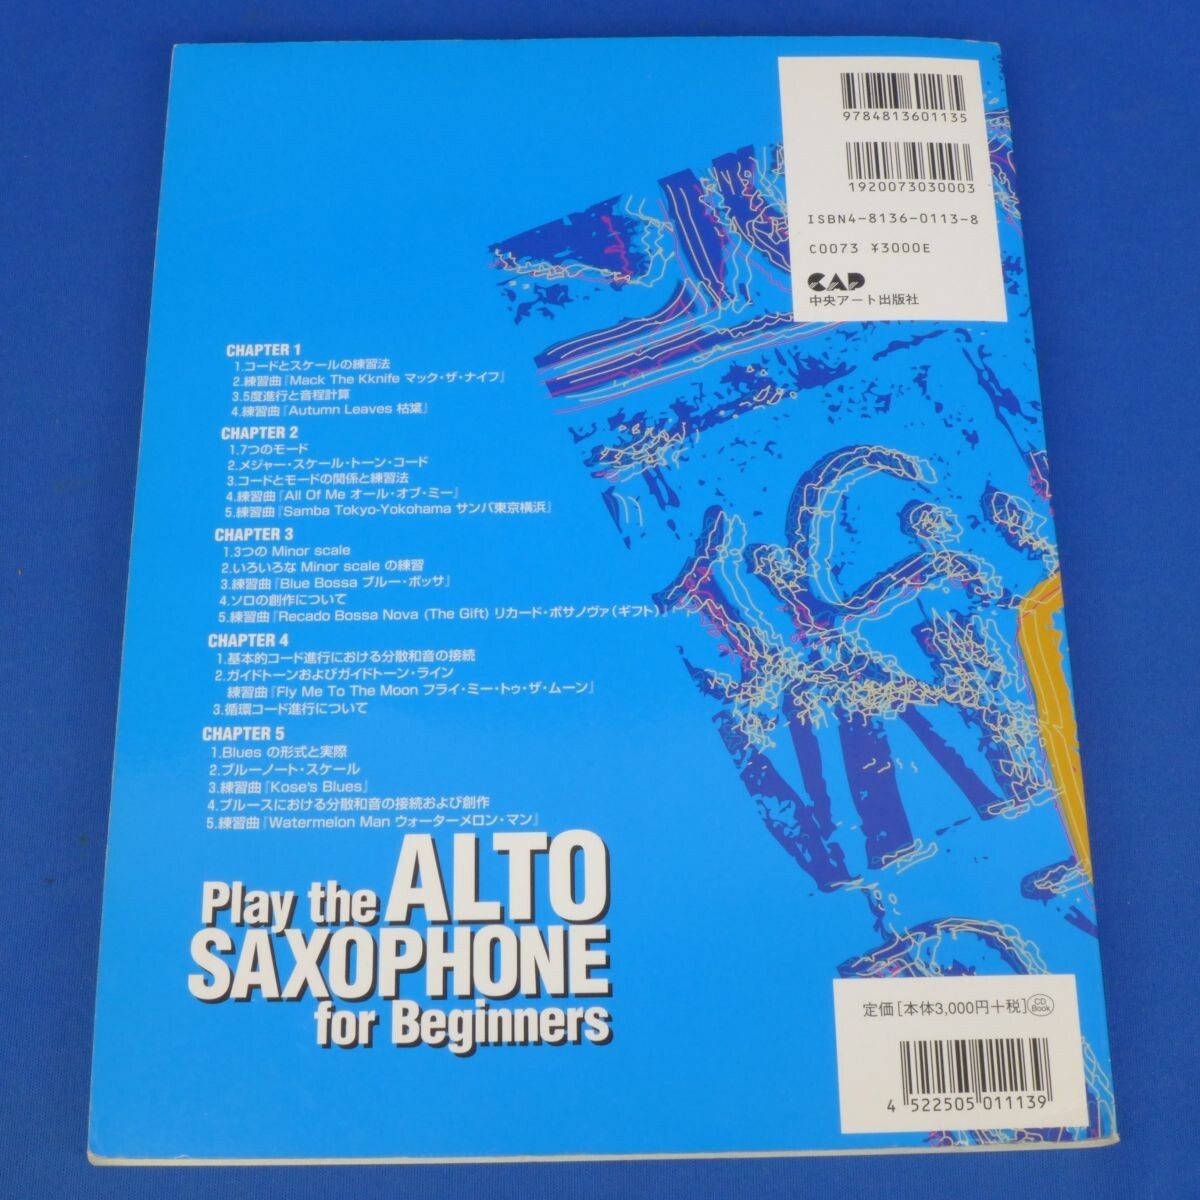 9784813601135
1920073030003
ISBN4-8136-0113-8
C0073 ¥3000E
CAP
中央アート出版社
CHAPTER 1
1.コードとスケールの練習法
2.練習曲『Mack The Kknife マック・ザ・ナイフ』
3.5度進行と音程計算
4.練習曲『Autumn Leaves 枯葉』
CHAPTER 2
1.7つのモード
2.メジャー・スケール・トーン・コード
3.コードとモードの関係と練習法
4.練習曲『All Of Me オール・オブ・ミー』
5.練習曲『Samba Tokyo-Yokohama サンバ東京横浜』
CHAPTER 3
1.3つの Minor scale
2.いろいろな Minor scale の練習
3.練習曲『Blue Bossa ブルー・ボッサ』
4.ソロの創作について
5.練習曲『Recado Bossa Nova (The Gift) リカード・ボサノヴァ(ギフト)』
CHAPTER 4
1.基本的コード進行における分散和音の接続
2.ガイドトーンおよびガイドトーン・ライン
練習曲『Fly Me To The Moon フライ・ミー・トゥ・ザ・ムーン』
3.循環コード進行について
CHAPTER 5
1.Blues の形式と実際
2.ブルーノート・スケール
3.練習曲『Kose's Blues』
4.ブルースにおける分散和音の接続および創作
5.練習曲『Watermelon Man ウォーターメロン・マン』
Play the ALTO
SAXOPHONE
for Beginners
定価[本体3,000円+税] CD Book
4 522505 011139